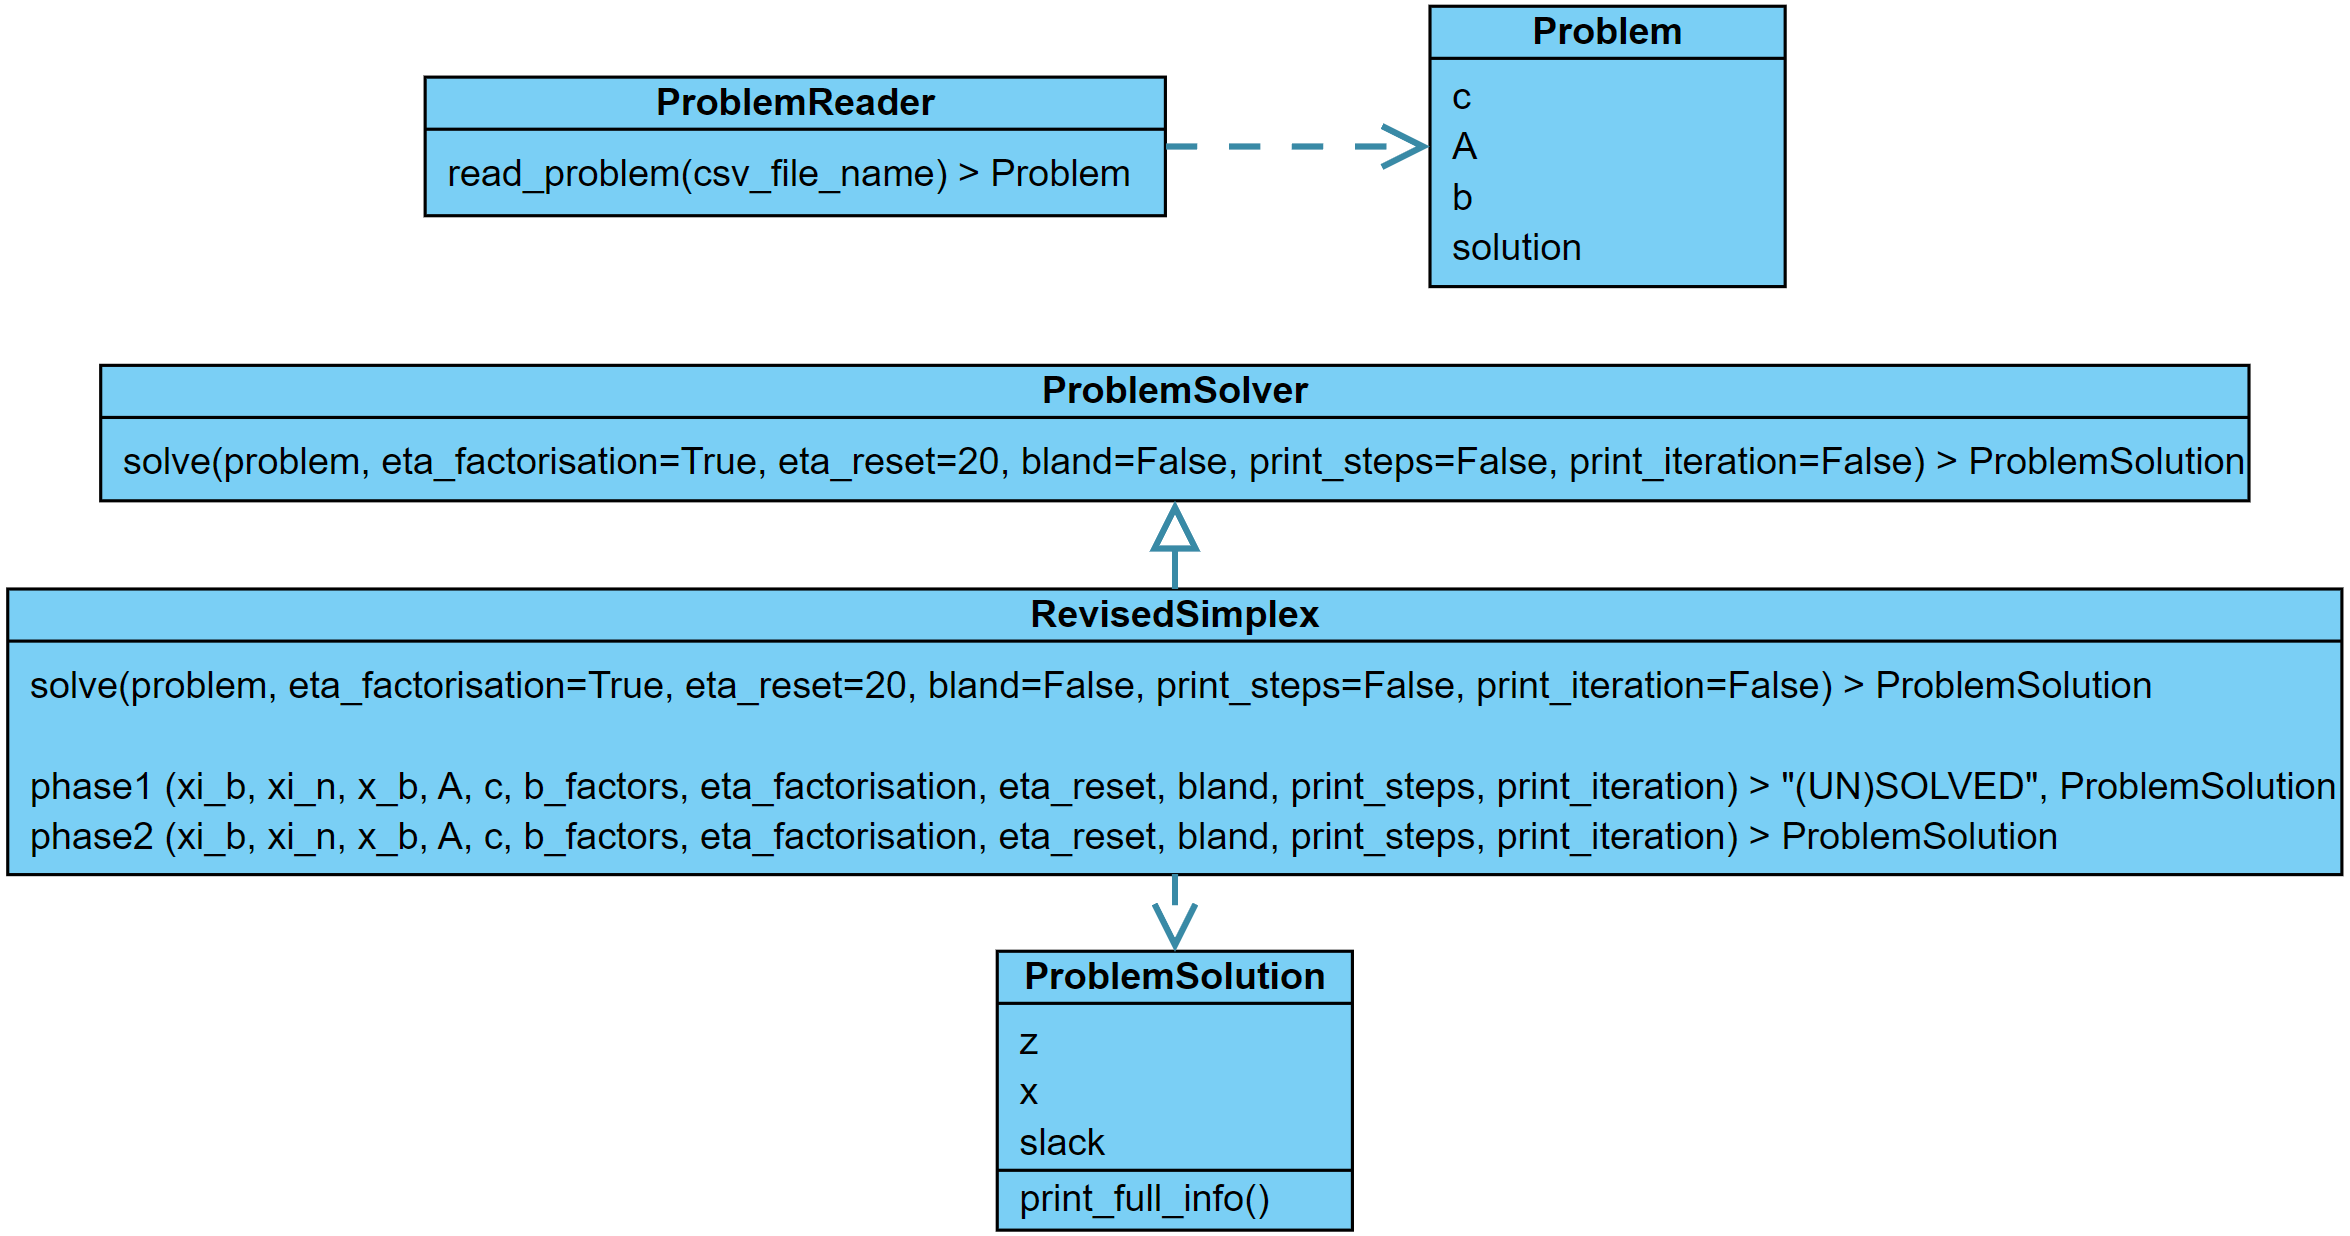 Problem
c
A
b
solution
ProblemReader
read_problem(csv_file_name) > Problem
ProblemSolver
solve(problem, eta_factorisation=True, eta_reset=20, bland=False, print_steps=False, print_iteration=False) > ProblemSolution
RevisedSimplex
solve(problem, eta_factorisation=True, eta_reset=20, bland=False, print_steps=False, print_iteration=False) > ProblemSolution
phase1 (xi_b, xi_n, x_b, A, c, b_factors, eta_factorisation, eta_reset, bland, print_steps, print_iteration) > "(UN)SOLVED", ProblemSolution
phase2 (xi_b, xi_n, x_b, A, c, b_factors, eta_factorisation, eta_reset, bland, print_steps, print_iteration) > ProblemSolution
ProblemSolution
z
x
slack
print_full_info()